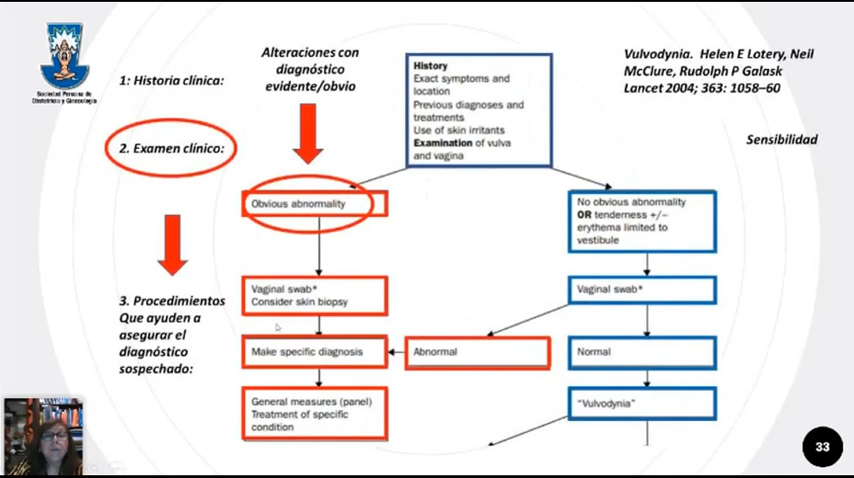 Sociedad Peruana de
Obstetricia y Ginecología
1: Historia clínica:
2. Examen clínico:
3. Procedimientos
Que ayuden a
asegurar el
diagnóstico
sospechado:
Alteraciones con
diagnóstico
evidente/obvio
History
Exact symptoms and
location
Previous diagnoses and
treatments
Use of skin irritants
Examination of vulva
and vagina
Vulvodynia. Helen E Lotery, Neil
McClure, Rudolph P Galask
Lancet 2004; 363: 1058–60
Sensibilidad
Obvious abnormality
No obvious abnormality
OR tenderness +/–
erythema limited to
vestibule
Vaginal swab*
Consider skin biopsy
Vaginal swab*
Make specific diagnosis
Abnormal
Normal
General measures (panel)
Treatment of specific
condition
“Vulvodynia”
33